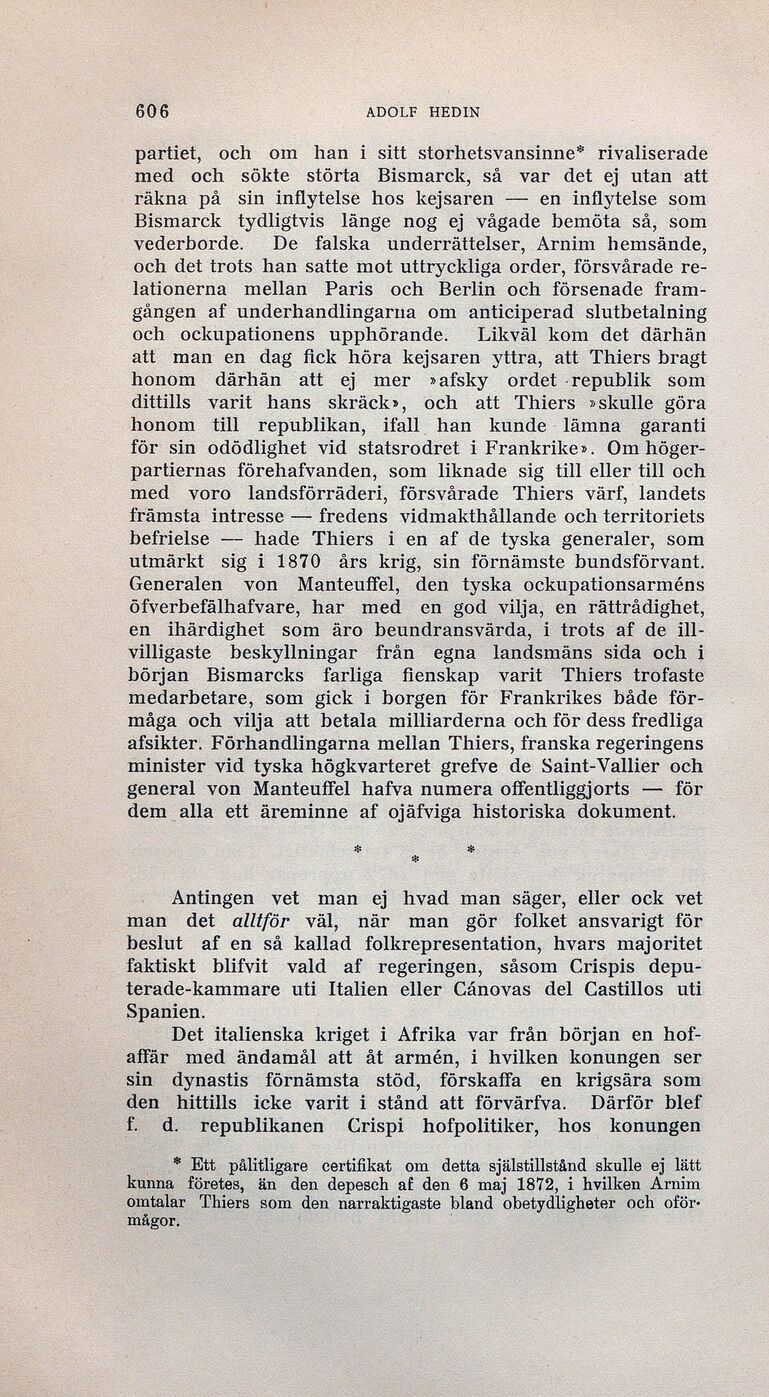 606
ADOLF HEDIN
partiet, och om han i sitt storhetsvansinne* rivaliserade
med och sökte störta Bismarck, så var det ej utan att
räkna på sin inflytelse hos kejsaren — en inflytelse som
Bismarck tydligtvis länge nog ej vågade bemöta så, som
vederborde. De falska underrättelser, Arnim hemsände,
och det trots han satte mot uttryckliga order, försvårade re-
lationerna mellan Paris och Berlin och försenade fram-
gången af underhandlingarna om anticiperad slutbetalning
och ockupationens upphörande. Likväl kom det därhän
att man en dag fick höra kejsaren yttra, att Thiers bragt
honom därhän att ej mer »afsky ordet republik som
dittills varit hans skräck», och att Thiers »skulle göra
honom till republikan, ifall han kunde lämna garanti
för sin odödlighet vid statsrodret i Frankrike». Om höger-
partiernas förehafvanden, som liknade sig till eller till och
med voro landsförräderi, försvårade Thiers värf, landets
främsta intresse — fredens vidmakthållande och territoriets
befrielse — hade Thiers i en af de tyska generaler, som
utmärkt sig i 1870 års krig, sin förnämste bundsförvant.
Generalen von Manteuffel, den tyska ockupationsarméns
öfverbefälhafvare, har med en god vilja, en rättrådighet,
en ihärdighet som äro beundransvärda, i trots af de ill-
villigaste beskyllningar från egna landsmäns sida och i
början Bismarcks farliga fienskap varit Thiers trofaste
medarbetare, som gick i borgen för Frankrikes både för-
måga och vilja att betala milliarderna och för dess fredliga
afsikter. Förhandlingarna mellan Thiers, franska regeringens
minister vid tyska högkvarteret grefve de Saint-Vallier och
general von Manteuffel hafva numera offentliggjorts — för
dem alla ett äreminne af ojäfviga historiska dokument.
* * *
Antingen vet man ej hvad man säger, eller ock vet
man det alltför väl, när man gör folket ansvarigt för
beslut af en så kallad folkrepresentation, hvars majoritet
faktiskt blifvit vald af regeringen, såsom Crispis depu-
terade-kammare uti Italien eller Cánovas del Castillos uti
Spanien.
Det italienska kriget i Afrika var från början en hof-
affär med ändamål att åt armén, i hvilken konungen ser
sin dynastis förnämsta stöd, förskaffa en krigsära som
den hittills icke varit i stånd att förvärfva. Därför blef
f. d. republikanen Crispi hofpolitiker, hos konungen
* Ett pålitligare certifikat om detta själstillstånd skulle ej lätt
kunna företes, än den depesch af den 6 maj 1872, i hvilken Arnim
omtalar Thiers som den narraktigaste bland obetydligheter och oför-
mågor.